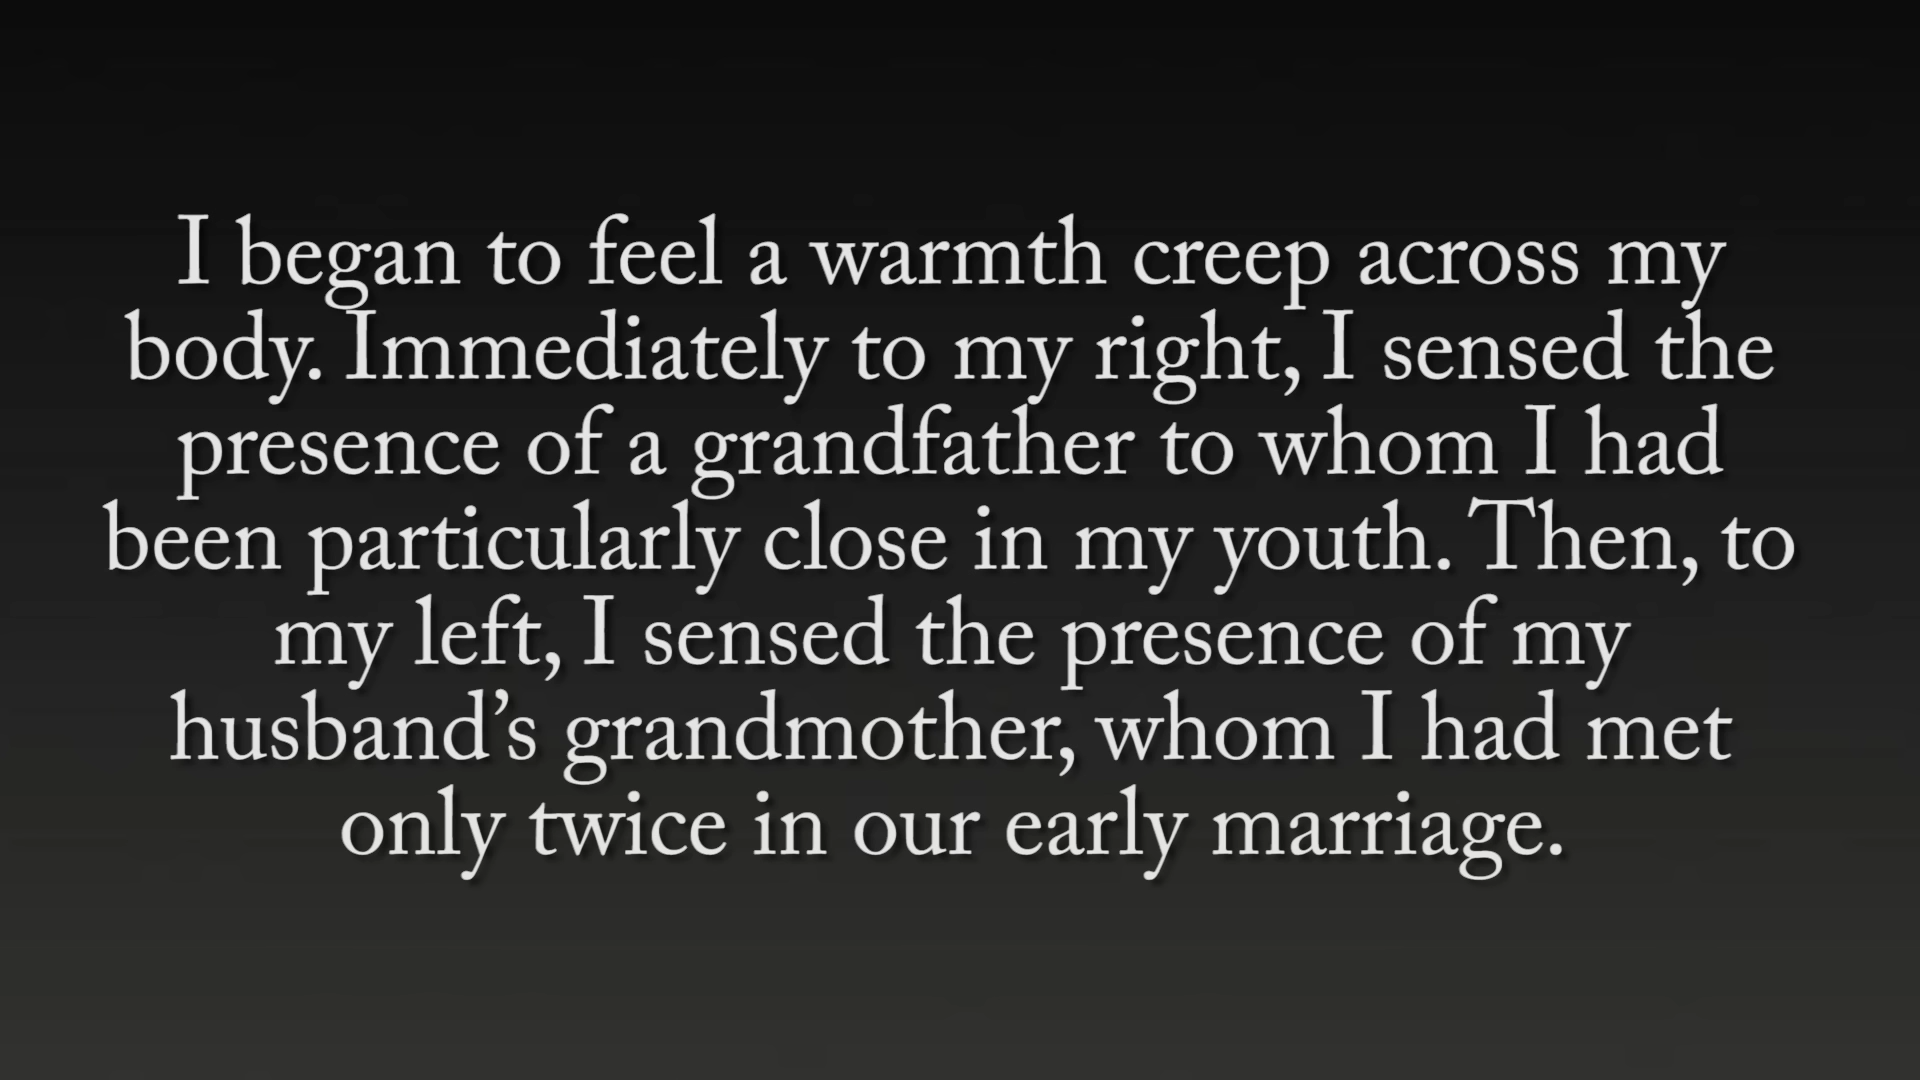 I began to feel a warmth creep across my
body. Immediately to my right, I sensed the
presence of a grandfather to whom I had
been particularly close in my youth. Then, to
my left, I sensed the presence of my
husband’s grandmother, whom I had met
only twice in our early marriage.